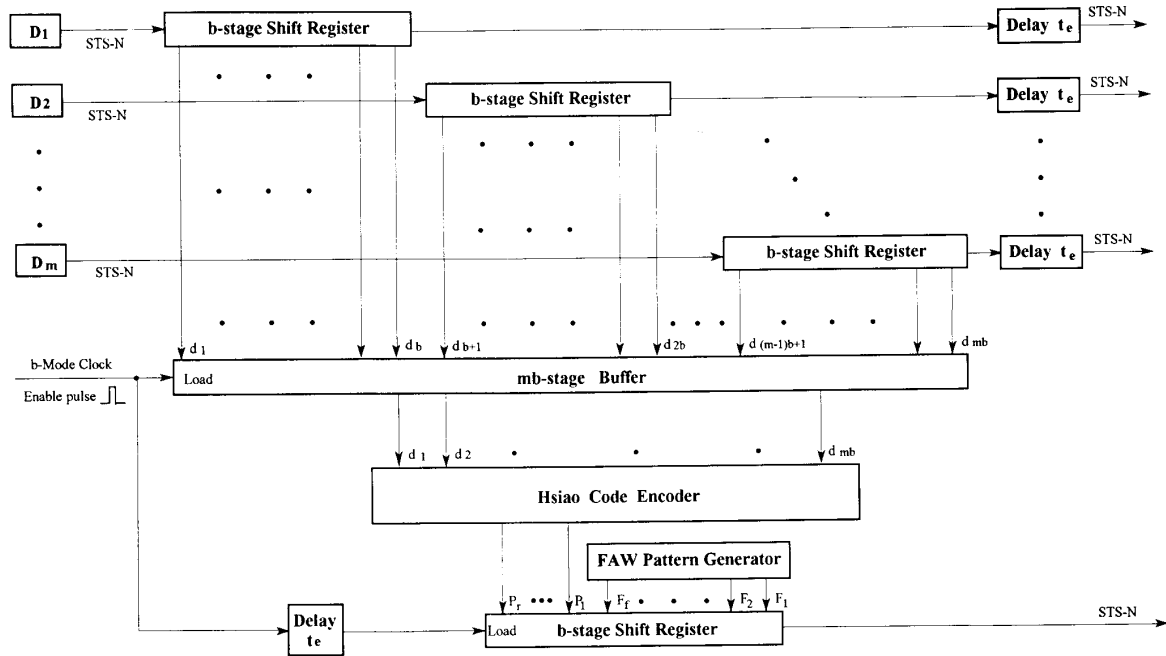 D1
STS-N
b-stage Shift Register
Delay te
STS-N
D2
STS-N
b-stage Shift Register
Delay te
STS-N
Dm
STS-N
b-stage Shift Register
Delay te
STS-N
d1
db
db+1
d2b
d(m-1)b+1
dmb
b-Mode Clock
Load
mb-stage Buffer
Enable pulse
d1
d2
dmb
Hsiao Code Encoder
FAW Pattern Generator
Pr
P1
Ff
F2
F1
Delay te
Load
b-stage Shift Register
STS-N